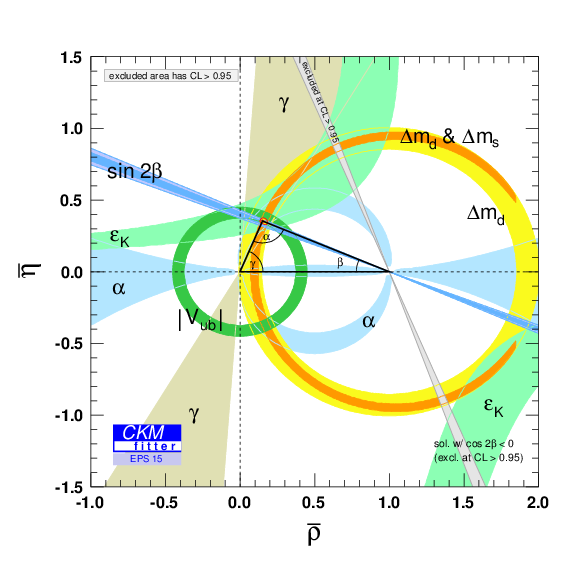 1.5
excluded area has CL > 0.95
excluded at CL > 0.95
γ
1.0
Δm_d & Δm_s
sin 2β
0.5
Δm_d
ε_K
α
γ
β
0.0
α
|V_ub|
α
-0.5
ε_K
γ
-1.0
CKM
fitter
EPS 15
sol. w/ cos 2β < 0
(excl. at CL > 0.95)
-1.5
-1.0 -0.5 0.0 0.5 1.0 1.5 2.0
η̅
ρ̅